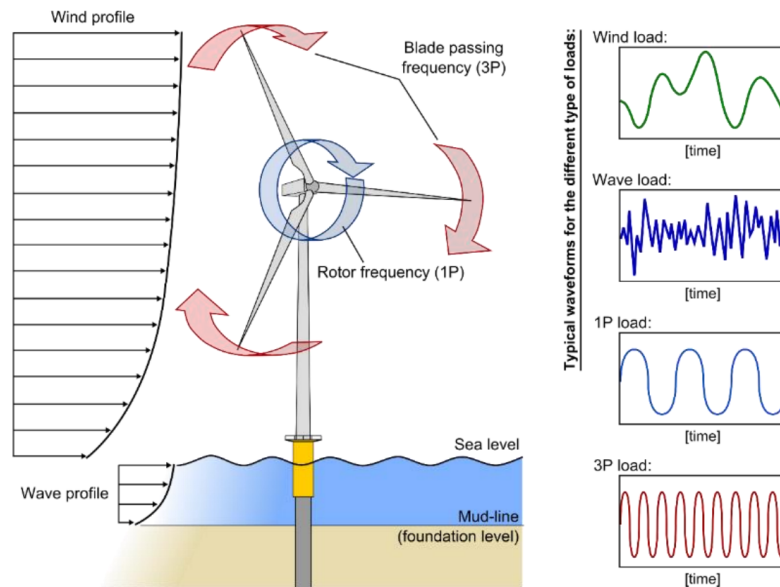 Wind profile
Blade passing
frequency (3P)
Rotor frequency (1P)
Sea level
Wave profile
Mud-line
(foundation level)
Typical waveforms for the different type of loads:
Wind load:
[time]
Wave load:
[time]
1P load:
[time]
3P load:
[time]